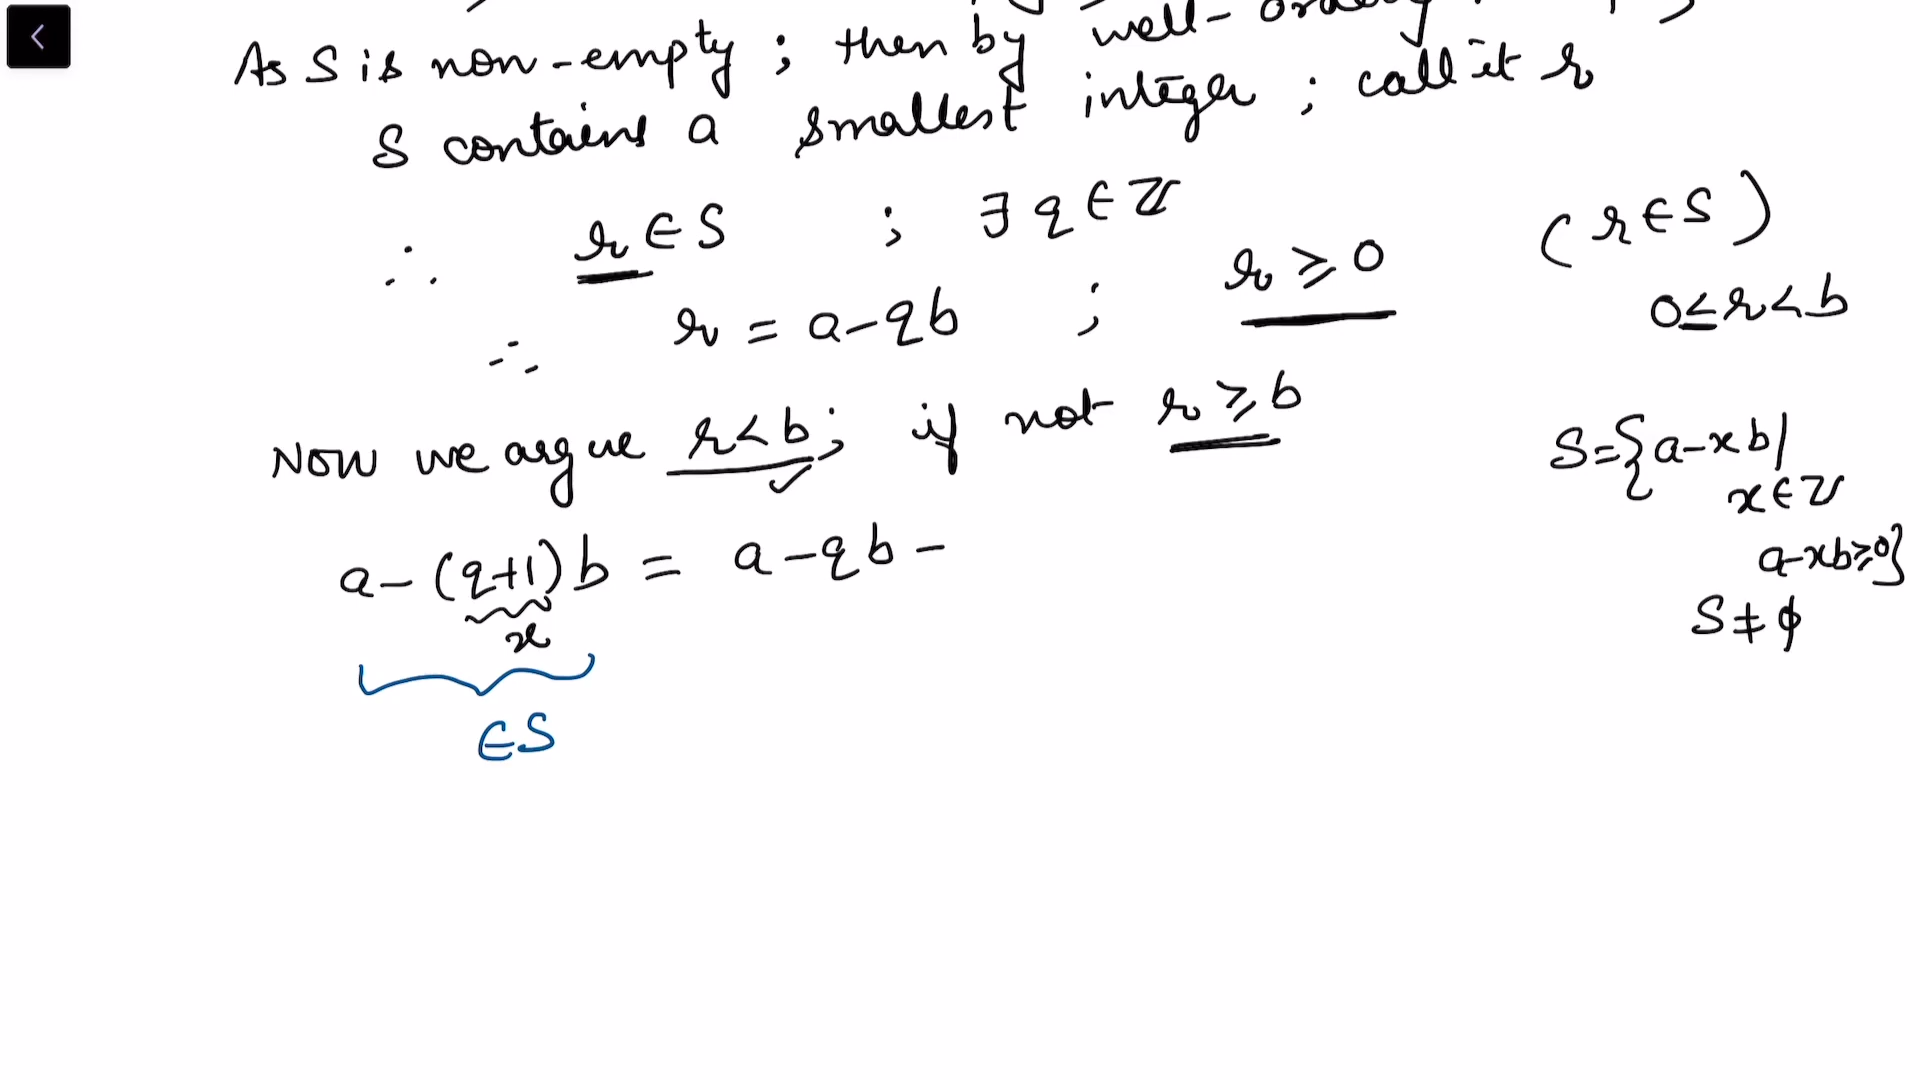 As S is non-empty ; then by well-
S contains a smallest integer ; call it r
∴ r ∈ S ; ∃ q ∈ ℤ (r ∈ S)
∴ r = a-qb ; r ≥ 0
0 ≤ r < b
Now we argue r < b ; if not r ≥ b
S = {a-xb |
x ∈ ℤ
a-(q+1)b = a-qb -
a-xb ≥ 0}
x
S ≠ ϕ
∈ S